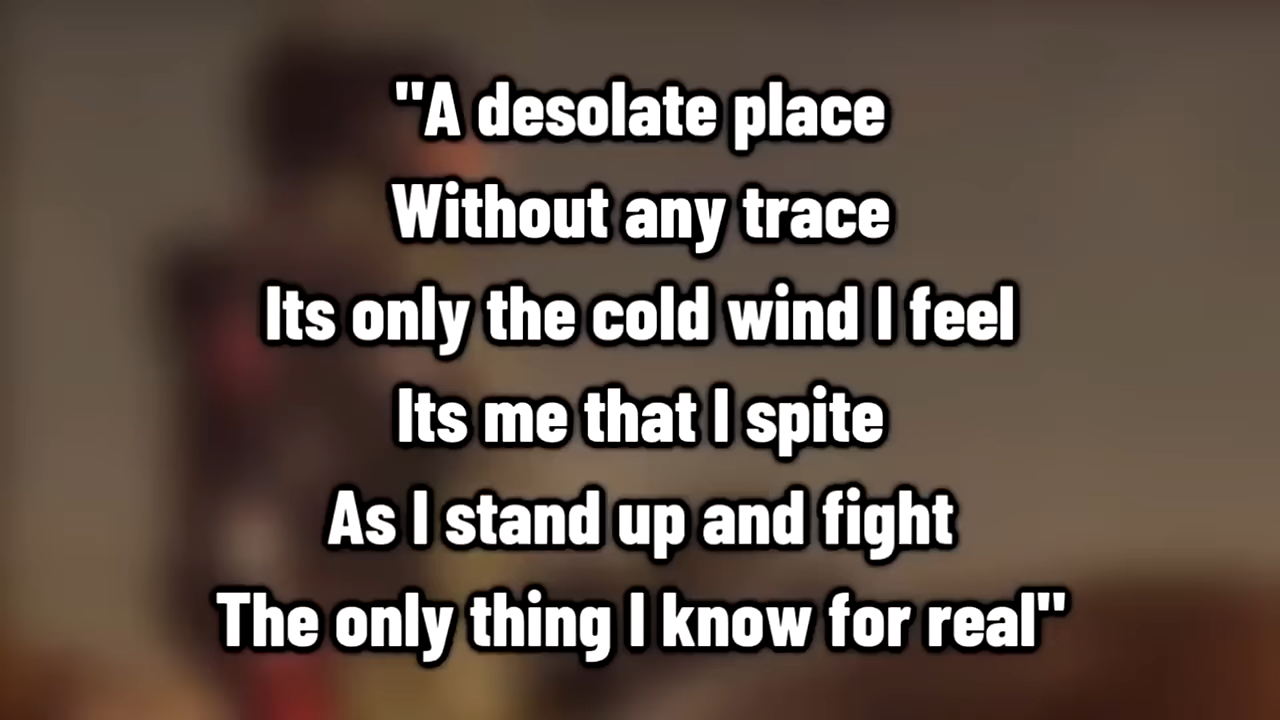 "A desolate place
Without any trace
Its only the cold wind I feel
Its me that I spite
As I stand up and fight
The only thing I know for real"